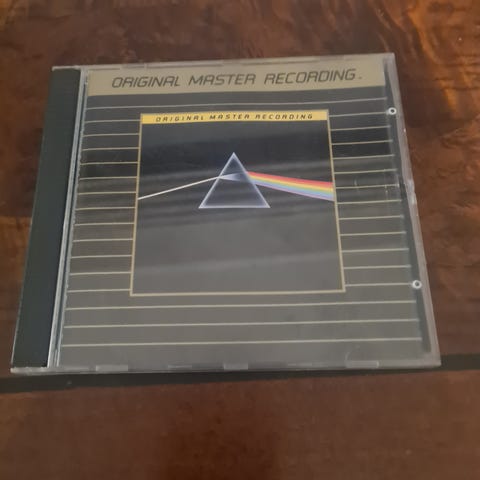 ORIGINAL MASTER RECORDING.
ORIGINAL MASTER RECORDING